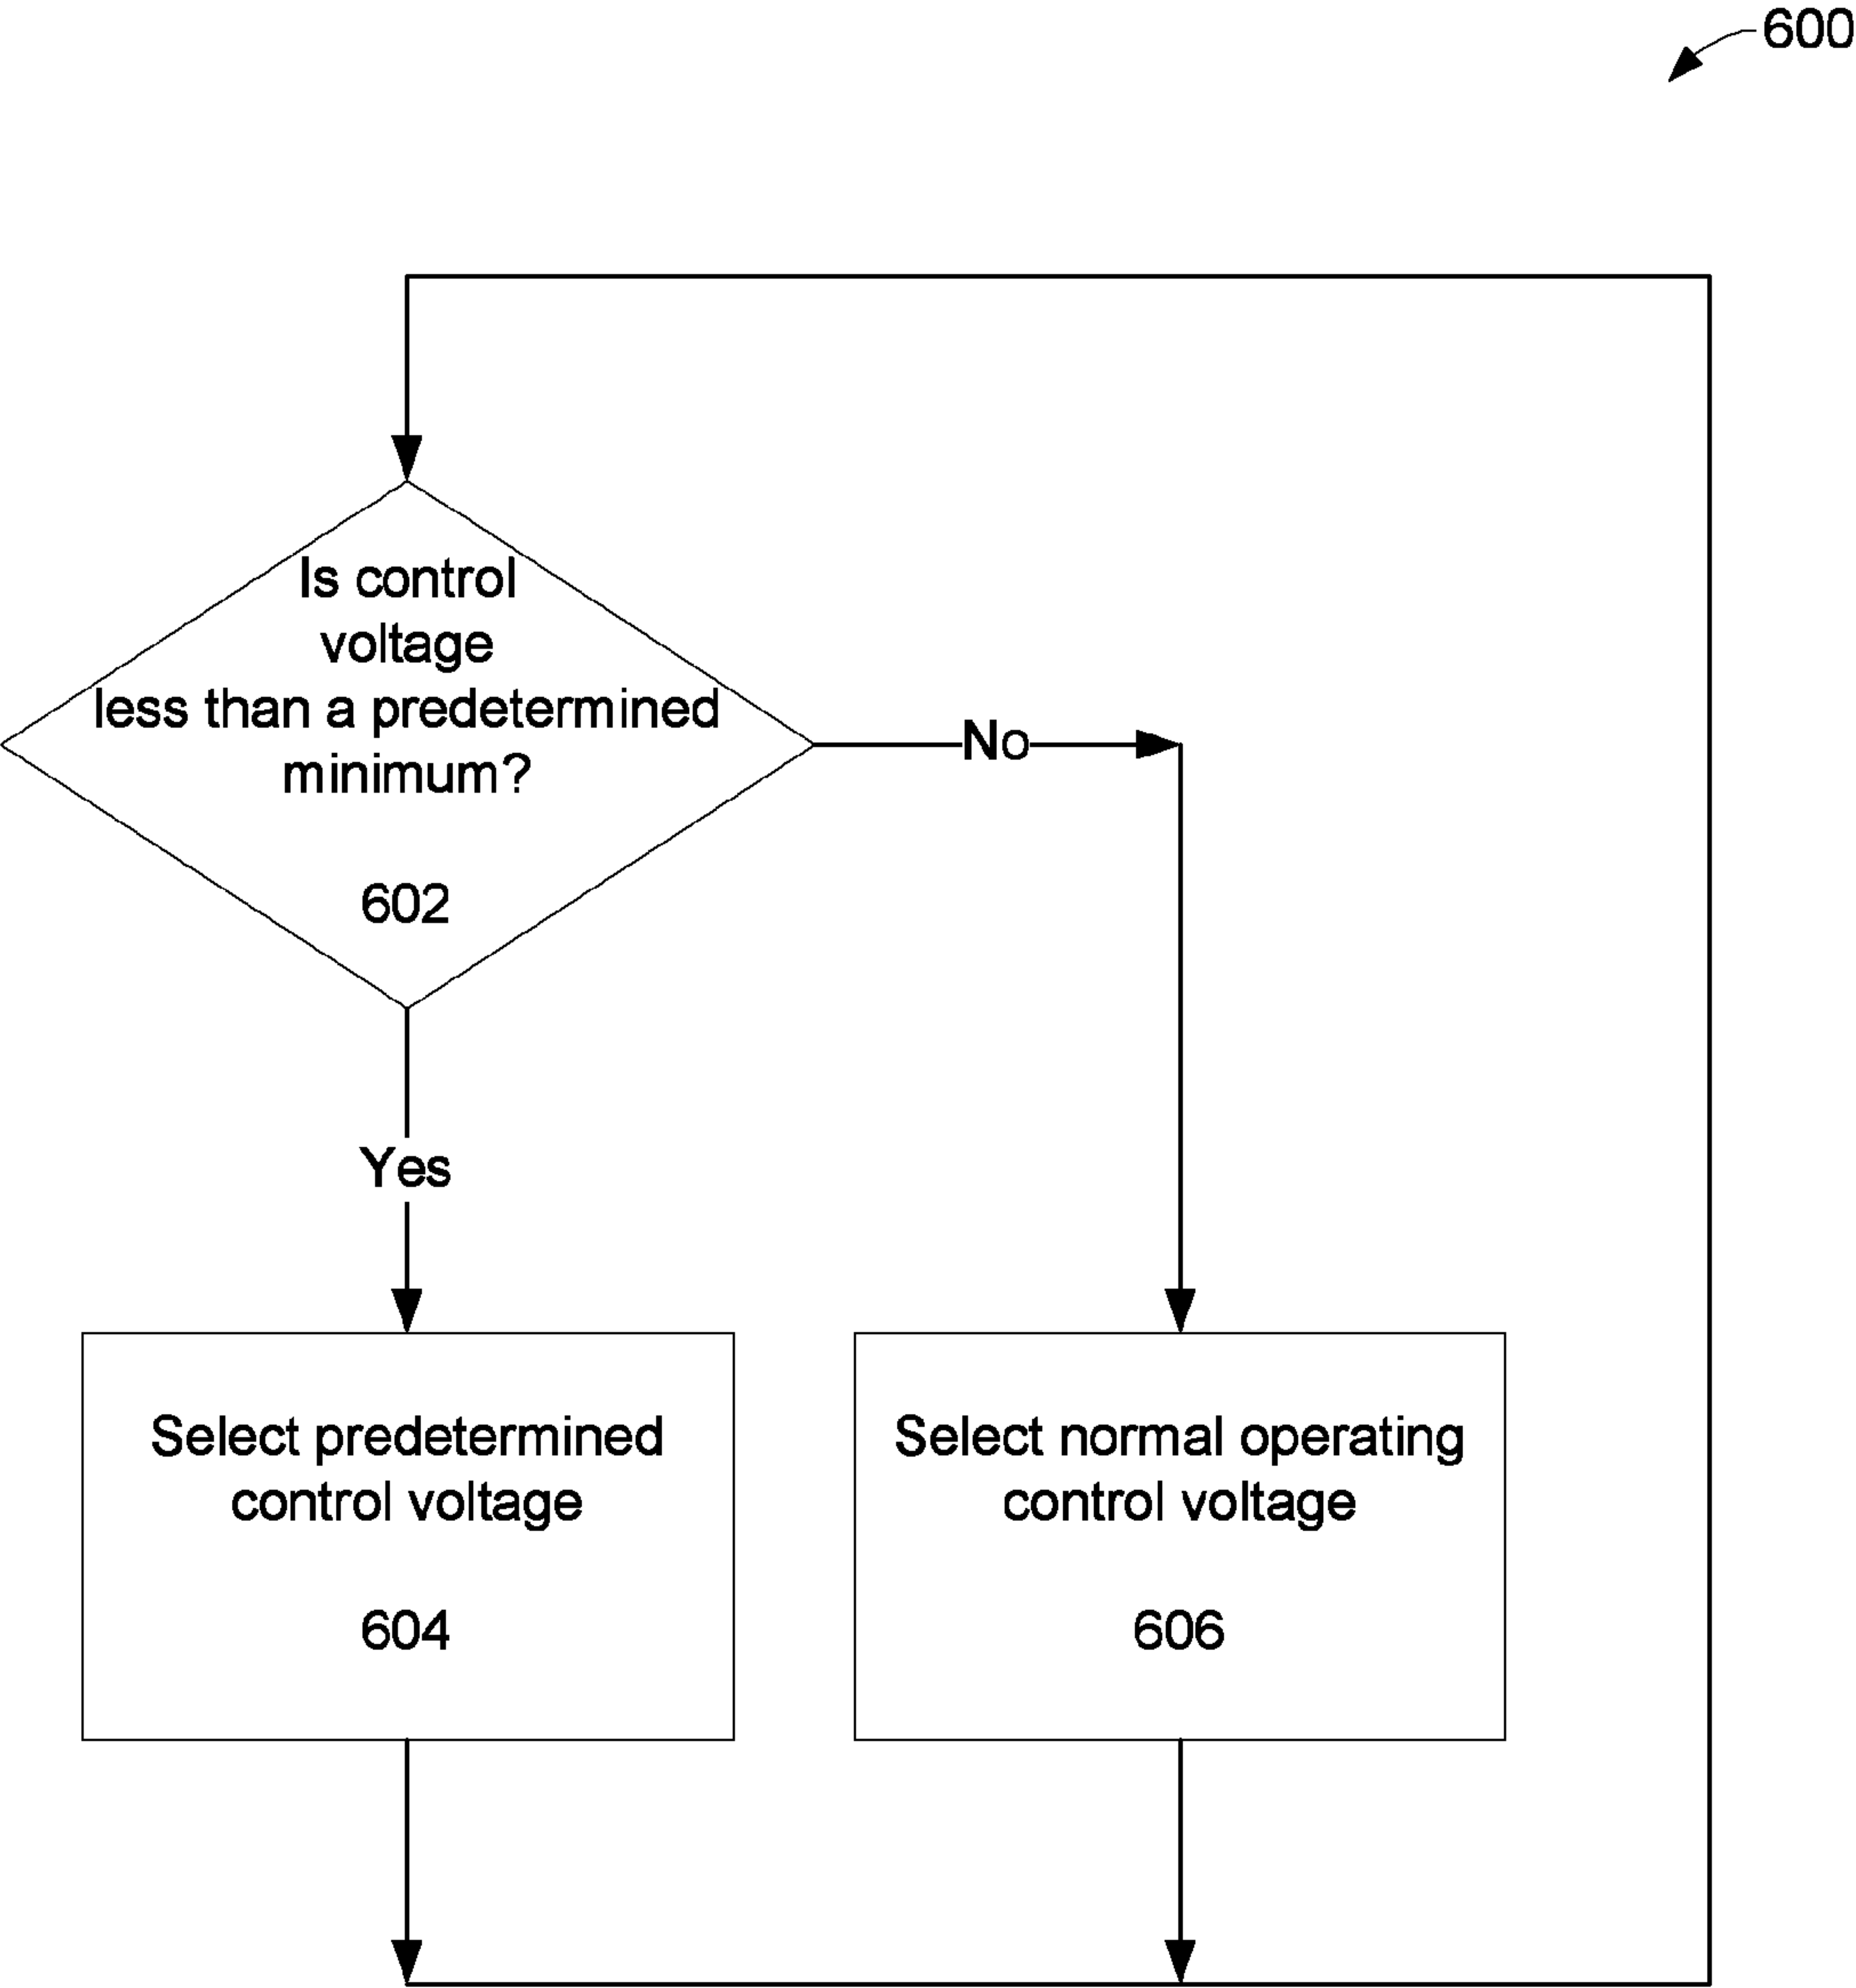 600
Is control
voltage
less than a predetermined
minimum?
602
No
Yes
Select predetermined
control voltage
604
Select normal operating
control voltage
606